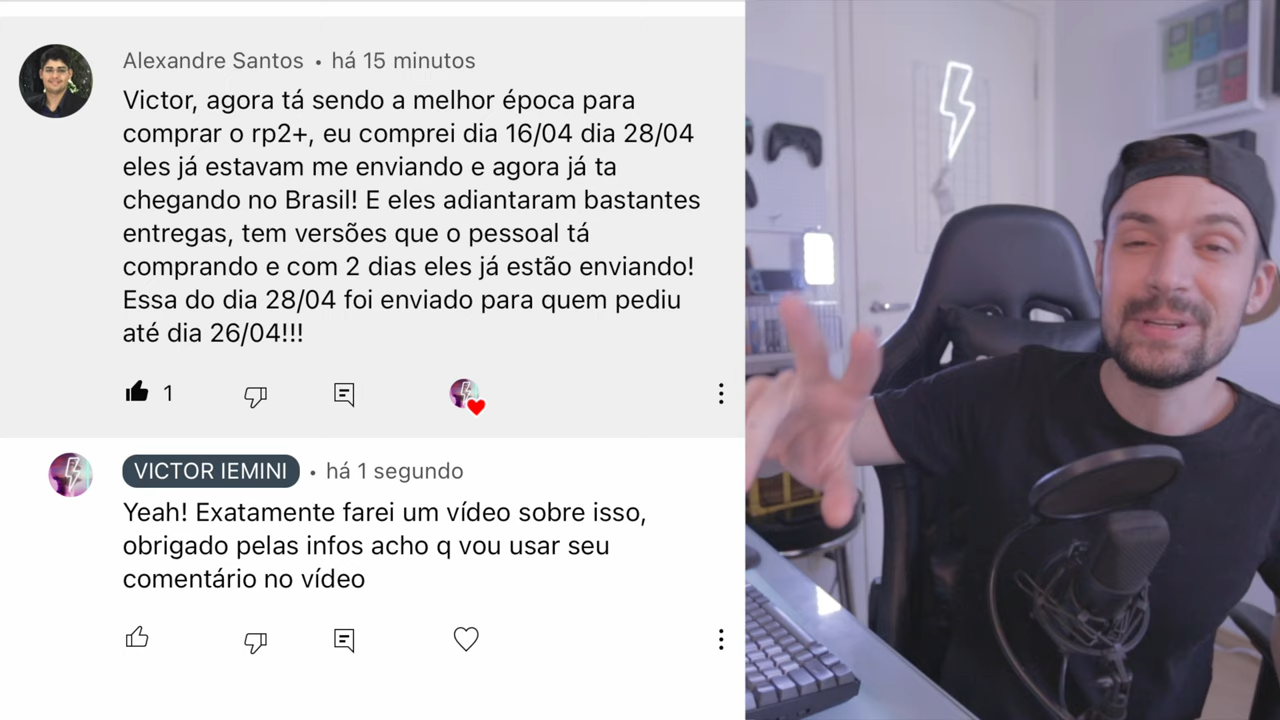 Alexandre Santos • há 15 minutos
Victor, agora tá sendo a melhor época para
comprar o rp2+, eu comprei dia 16/04 dia 28/04
eles já estavam me enviando e agora já ta
chegando no Brasil! E eles adiantaram bastantes
entregas, tem versões que o pessoal tá
comprando e com 2 dias eles já estão enviando!
Essa do dia 28/04 foi enviado para quem pediu
até dia 26/04!!!
1
VICTOR IEMINI • há 1 segundo
Yeah! Exatamente farei um vídeo sobre isso,
obrigado pelas infos acho q vou usar seu
comentário no vídeo